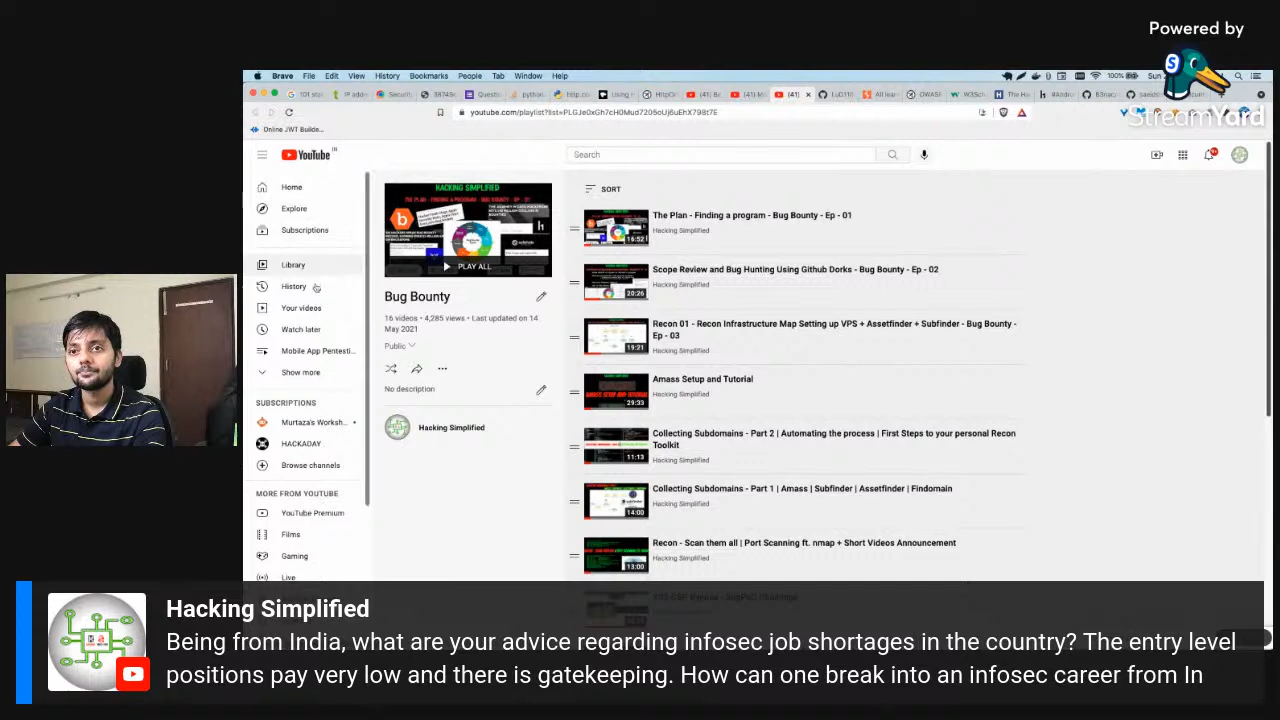 Powered by
StreamYard
Brave File Edit View History Bookmarks People Tab Window Help
100%
youtube.com/playlist?list=PLGJe0xGh7cH0Mud7205oUj6uEhX798t7E
Online JWT Builde...
YouTube
Search
Home
Explore
Subscriptions
Library
History
Your videos
Watch later
Mobile App Pentesti...
Show more
SUBSCRIPTIONS
Murtaza's Worksh...
HACKADAY
Browse channels
MORE FROM YOUTUBE
YouTube Premium
Films
Gaming
Live
HACKING SIMPLIFIED
PLAY ALL
Bug Bounty
16 videos • 4,285 views • Last updated on 14
May 2021
Public
No description
Hacking Simplified
SORT
The Plan - Finding a program - Bug Bounty - Ep - 01
Hacking Simplified
16:52
Scope Review and Bug Hunting Using Github Dorks - Bug Bounty - Ep - 02
Hacking Simplified
20:26
Recon 01 - Recon Infrastructure Map Setting up VPS + Assetfinder + Subfinder - Bug Bounty -
Ep - 03
Hacking Simplified
19:21
Amass Setup and Tutorial
Hacking Simplified
29:33
Collecting Subdomains - Part 2 | Automating the process | First Steps to your personal Recon
Toolkit
Hacking Simplified
11:13
Collecting Subdomains - Part 1 | Amass | Subfinder | Assetfinder | Findomain
Hacking Simplified
14:00
Recon - Scan them all | Port Scanning ft. nmap + Short Videos Announcement
Hacking Simplified
13:00
Hacking Simplified
Being from India, what are your advice regarding infosec job shortages in the country? The entry level
positions pay very low and there is gatekeeping. How can one break into an infosec career from In